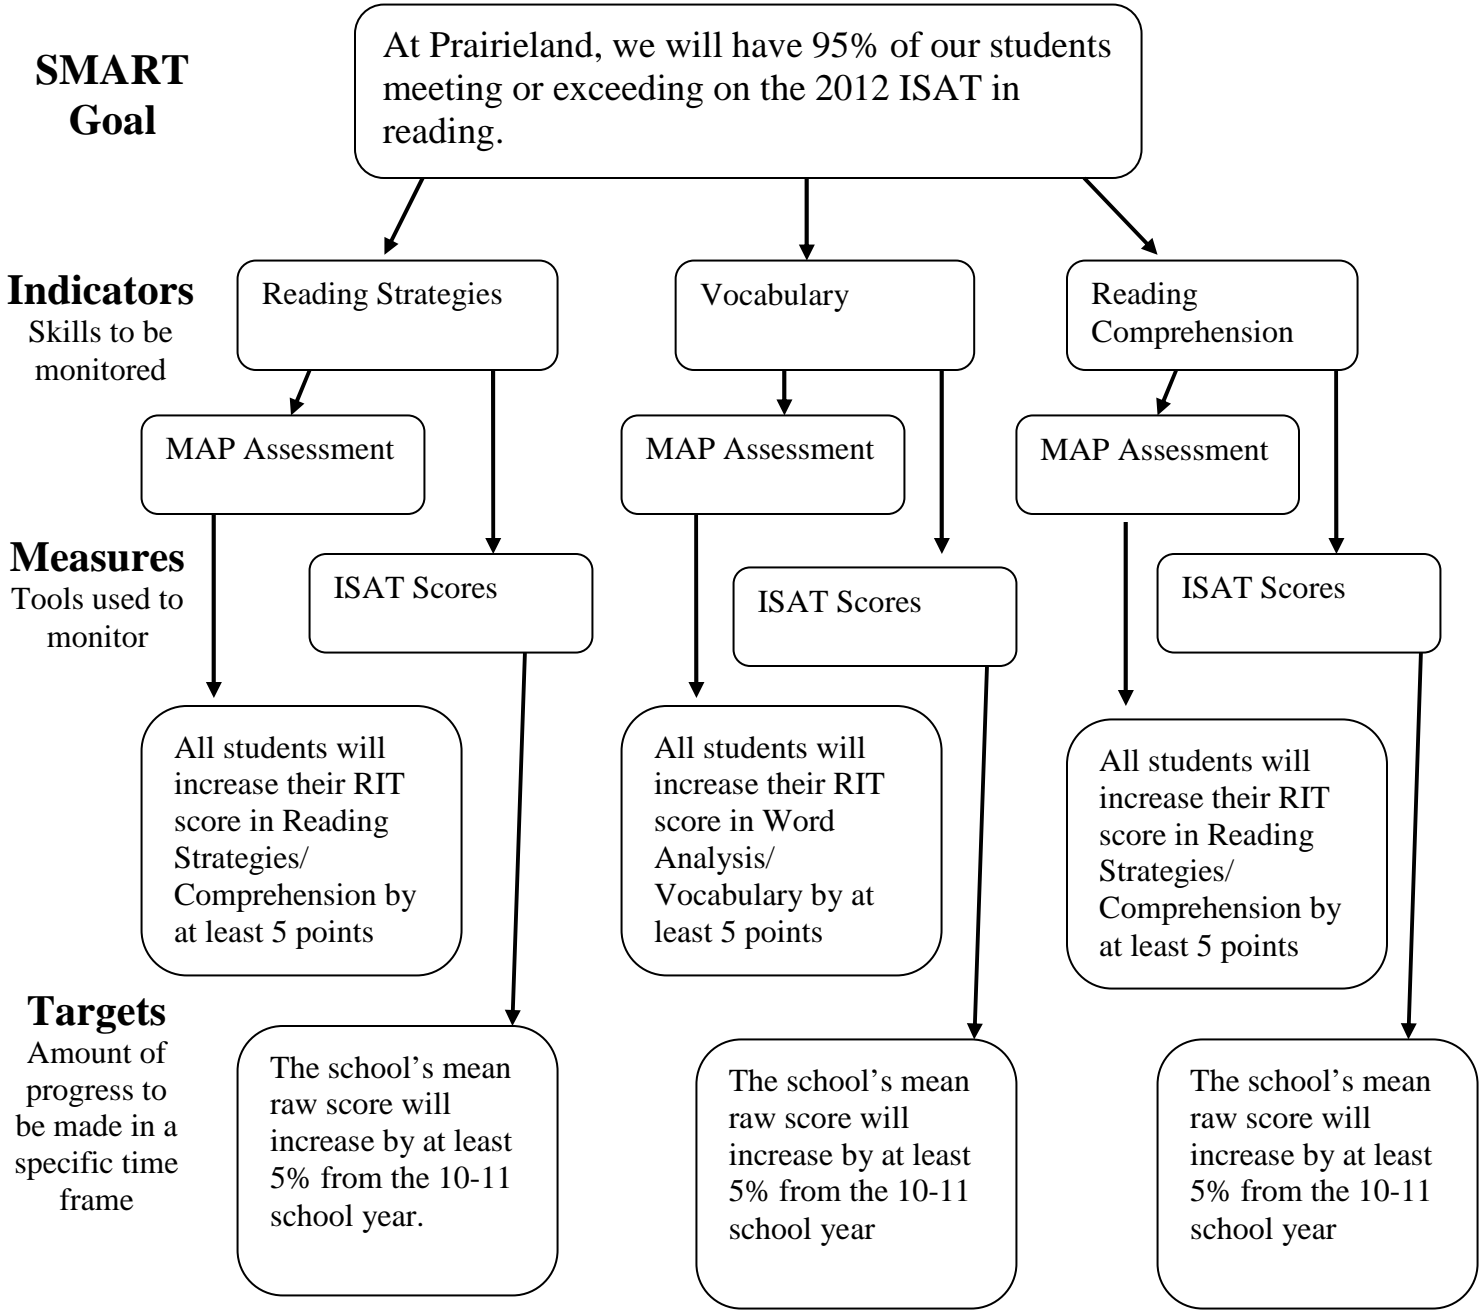 SMART
Goal
At Prairieland, we will have 95% of our students
meeting or exceeding on the 2012 ISAT in
reading.
Indicators
Skills to be
monitored
Reading Strategies
Vocabulary
Reading
Comprehension
MAP Assessment
MAP Assessment
MAP Assessment
Measures
Tools used to
monitor
ISAT Scores
ISAT Scores
ISAT Scores
All students will
increase their RIT
score in Reading
Strategies/
Comprehension by
at least 5 points
All students will
increase their RIT
score in Word
Analysis/
Vocabulary by at
least 5 points
All students will
increase their RIT
score in Reading
Strategies/
Comprehension by
at least 5 points
Targets
Amount of
progress to
be made in a
specific time
frame
The school’s mean
raw score will
increase by at least
5% from the 10-11
school year.
The school’s mean
raw score will
increase by at least
5% from the 10-11
school year
The school’s mean
raw score will
increase by at least
5% from the 10-11
school year